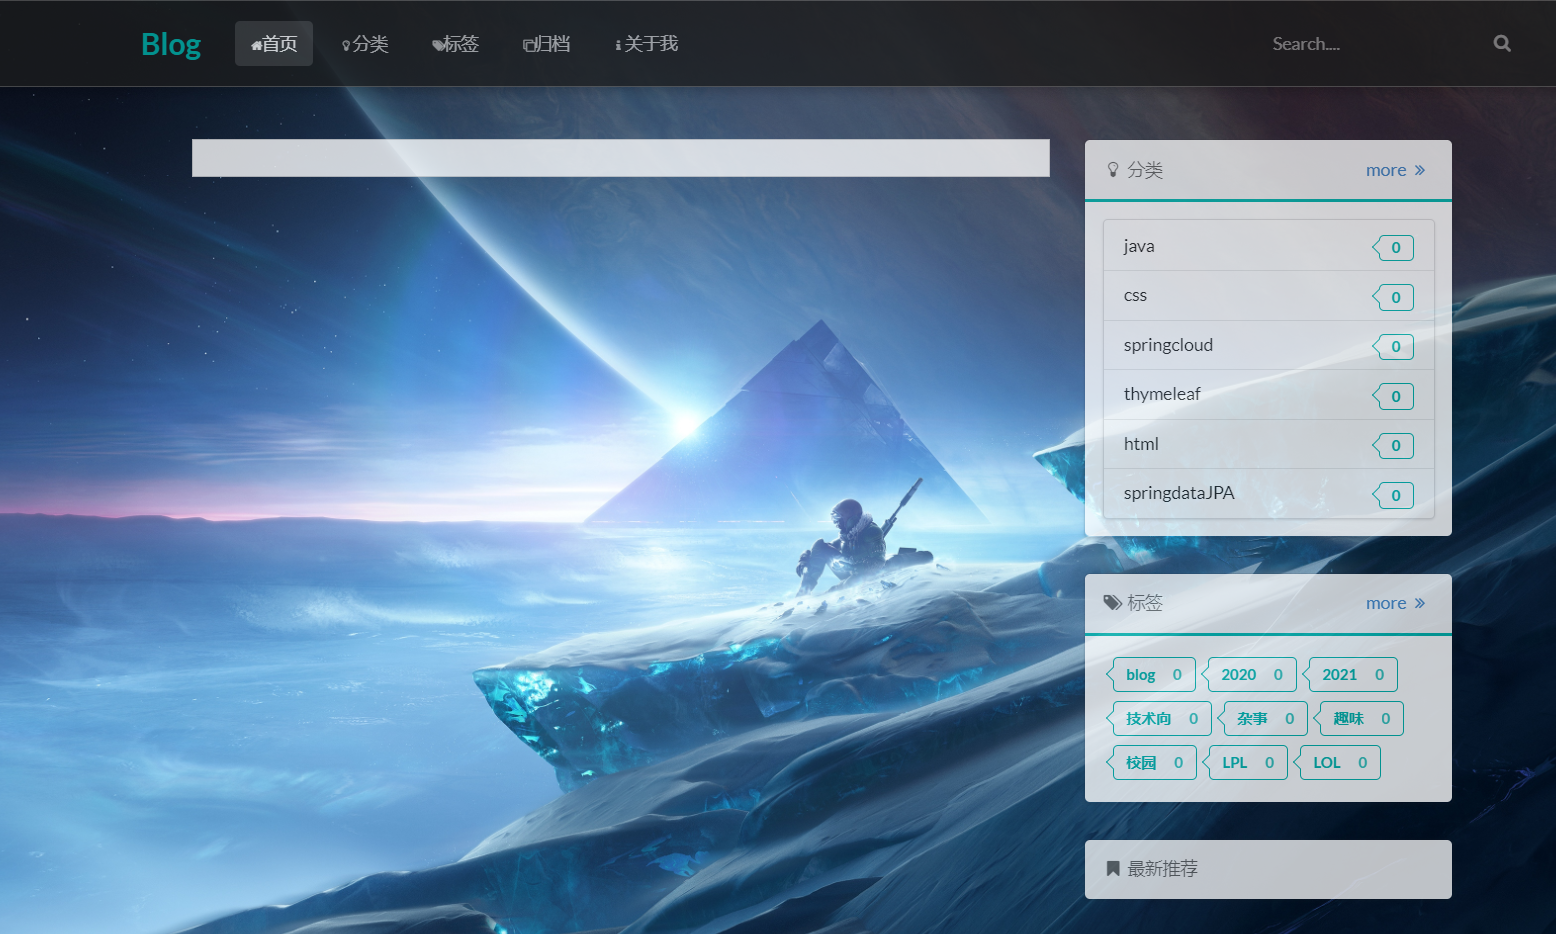 Blog 首页 分类 标签 归档 关于我 Search....
分类 more
java 0
css 0
springcloud 0
thymeleaf 0
html 0
springdataJPA 0
标签 more
blog 0 2020 0 2021 0
技术向 0 杂事 0 趣味 0
校园 0 LPL 0 LOL 0
最新推荐